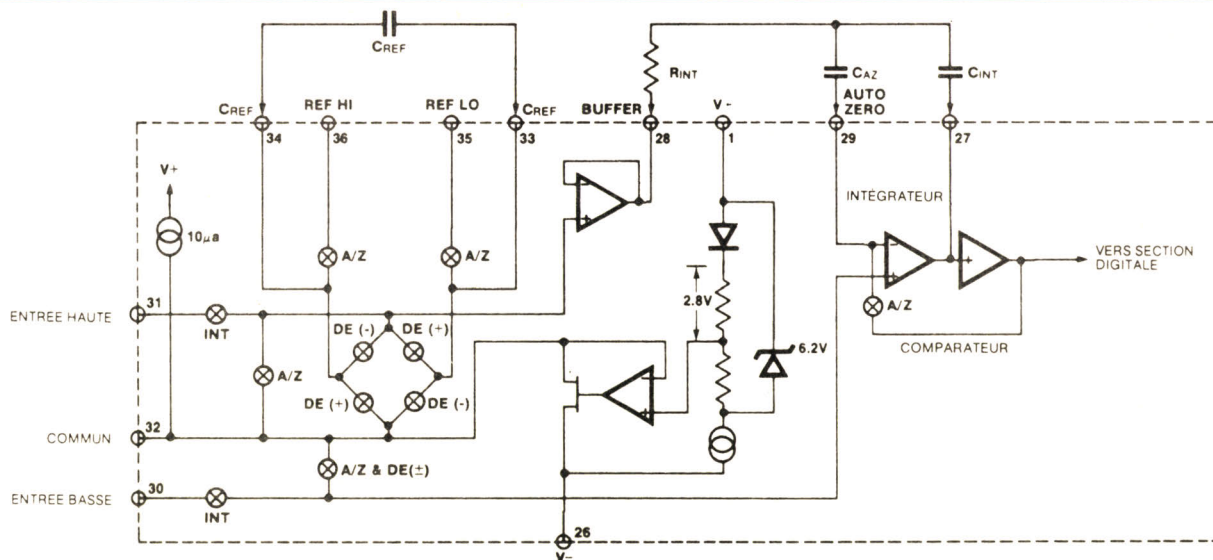 CREF
RINT
CAZ
CINT
CREF
REF HI
REF LO
CREF
BUFFER
V-
AUTO
ZERO
34
36
35
33
28
1
29
27
V+
10µa
A/Z
A/Z
INTÉGRATEUR
VERS SECTION
DIGITALE
2.8V
A/Z
ENTREE HAUTE
31
INT
DE (-)
DE (+)
6.2V
COMPARATEUR
A/Z
DE (+)
DE (-)
COMMUN
32
A/Z & DE(±)
ENTREE BASSE
30
INT
26
V-